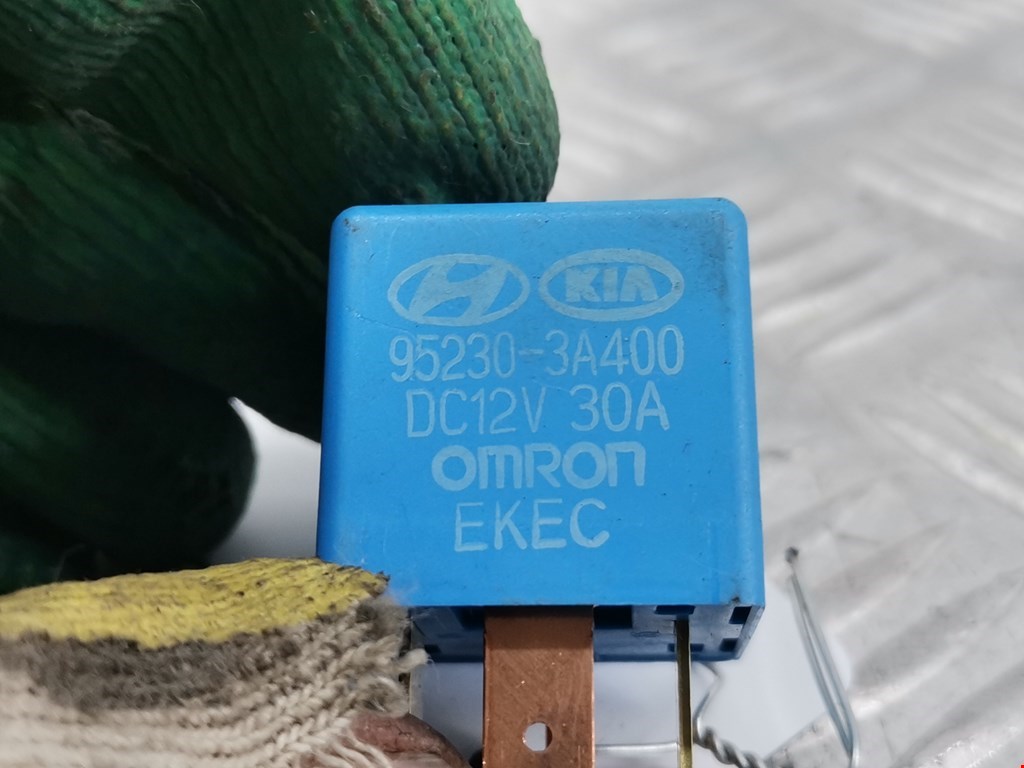 KIA
95230-3A400
DC12V 30A
omron
EKEC